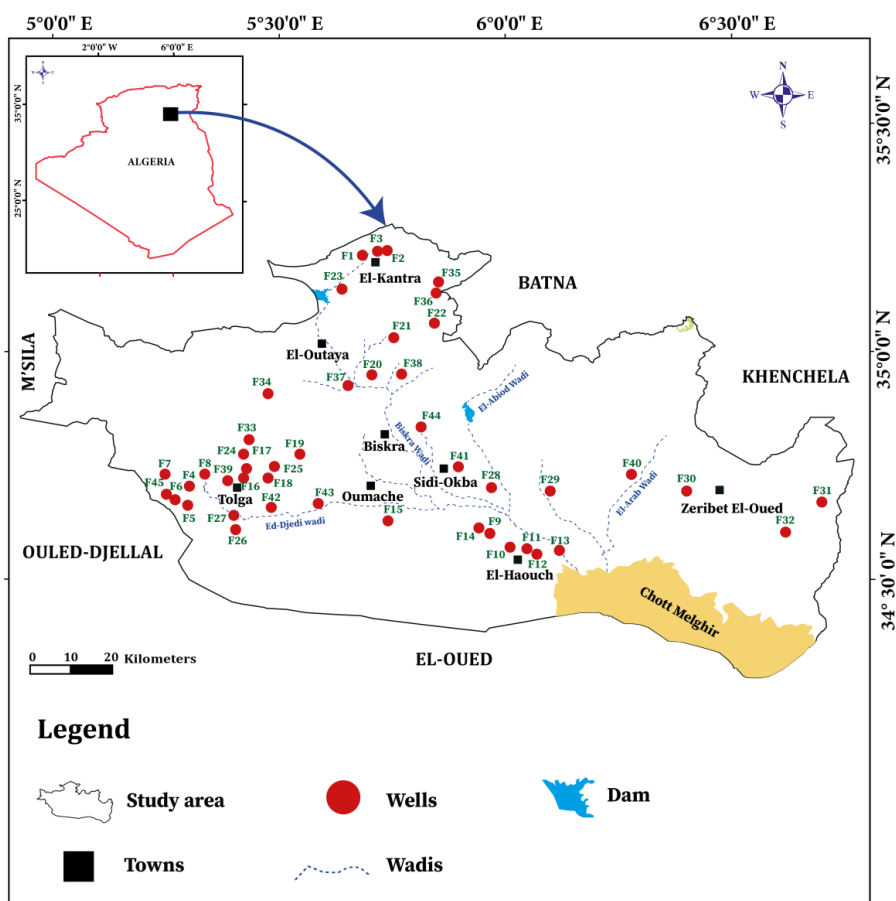 5°0'0" E
5°30'0" E
6°0'0" E
6°30'0" E
2°0'0" W
6°0'0" E
35°0'0" N
25°0'0" N
ALGERIA
N
W
E
S
35°30'0" N
35°0'0" N
34°30'0" N
M'SILA
BATNA
KHENCHELA
OULED-DJELLAL
EL-OUED
F3
F1
F2
El-Kantra
F23
F35
F36
F22
F21
El-Outaya
F20
F38
F37
F34
El-Abiod Wadi
F44
Biskra Wadi
F33
Biskra
F24
F19
F17
F25
F7
F4
F8
F39
F16
F18
F45
F6
Tolga
F5
F42
F43
Oumache
F41
Sidi-Okba
F28
F29
F40
El-Arab Wadi
F30
Zeribet El-Oued
F31
F32
F27
F26
Ed-Djedi wadi
F15
F14
F9
F10
F11
F12
F13
El-Haouch
Chott Melghir
0 10 20 Kilometers
Legend
Study area
Wells
Dam
Towns
Wadis